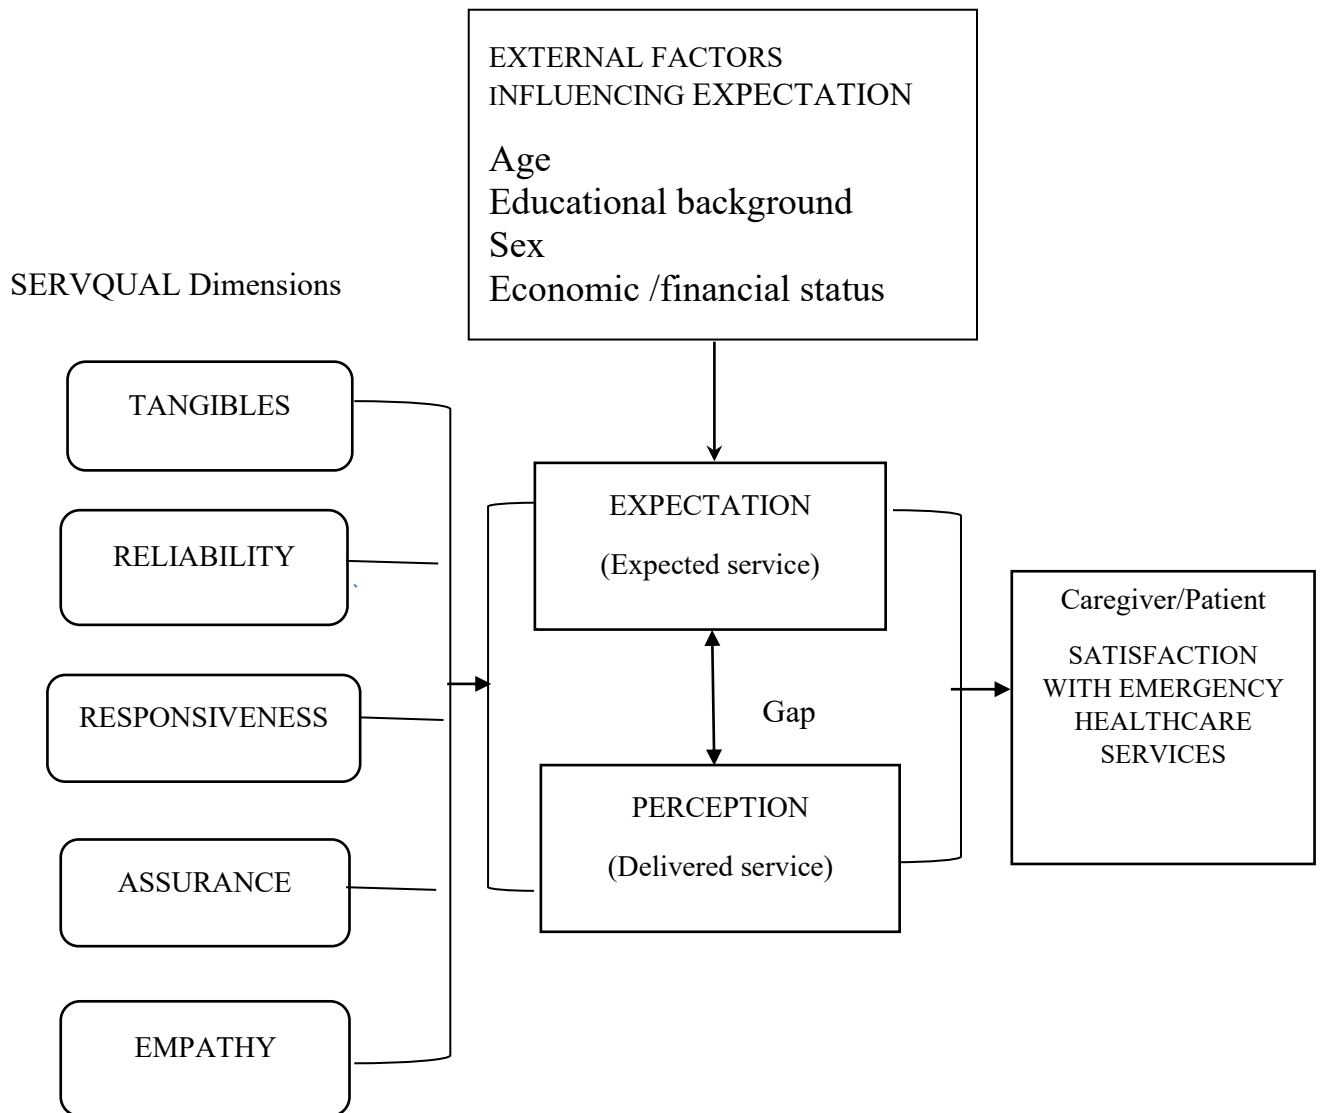 EXTERNAL FACTORS
INFLUENCING EXPECTATION
Age
Educational background
Sex
Economic /financial status
SERVQUAL Dimensions
TANGIBLES
RELIABILITY
RESPONSIVENESS
ASSURANCE
EMPATHY
EXPECTATION
(Expected service)
Gap
PERCEPTION
(Delivered service)
Caregiver/Patient
SATISFACTION
WITH EMERGENCY
HEALTHCARE
SERVICES